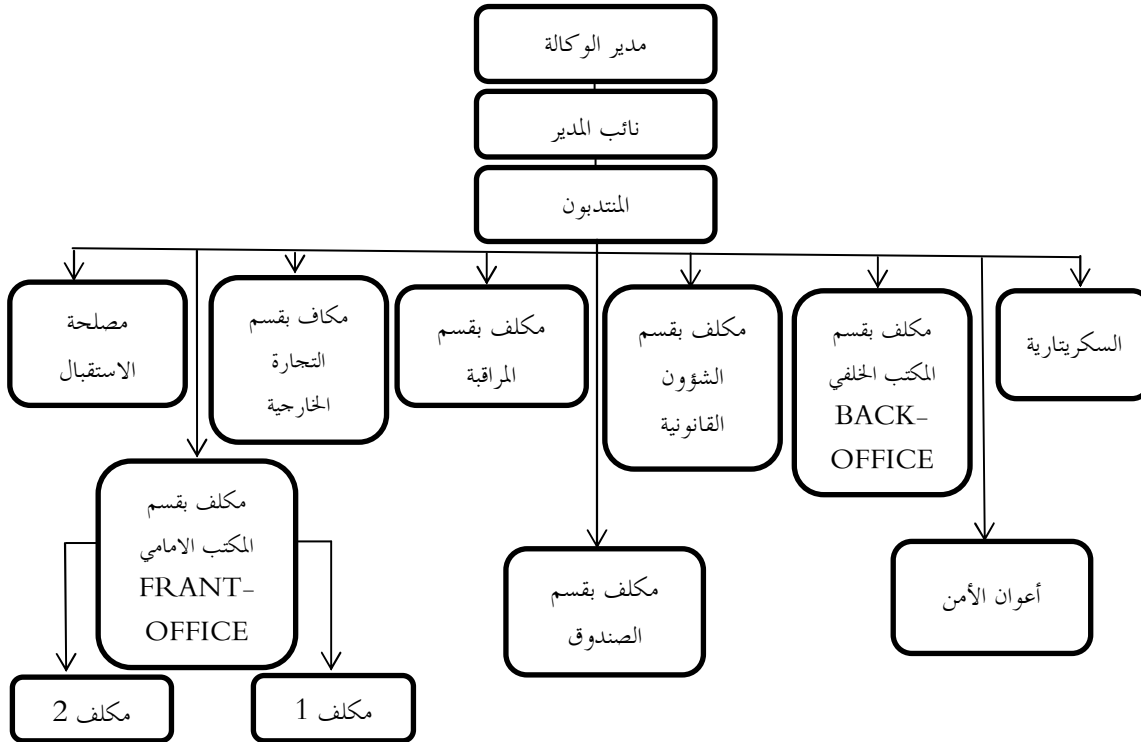 مدير الوكالة
نائب المدير
المنتدبون
السكريتارية
مكلف بقسم
المكتب الخلفي
BACK-
OFFICE
مكلف بقسم
الشؤون
القانونية
مكلف بقسم
المراقبة
مكاف بقسم
التجارة
الخارجية
مصلحة
الاستقبال
أعوان الأمن
مكلف بقسم
الصندوق
مكلف بقسم
المكتب الامامي
FRANT-
OFFICE
مكلف 1
مكلف 2